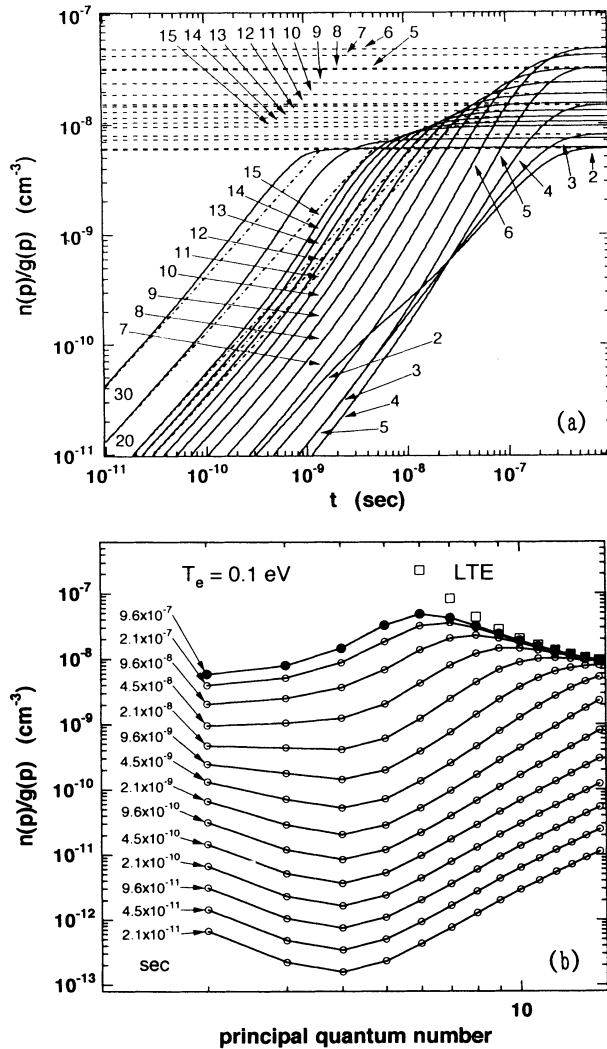 10⁻⁷
10⁻⁸
10⁻⁹
10⁻¹⁰
10⁻¹¹
n(p)/g(p) (cm⁻³)
15 14 13 12 11 10 9 8 7 6 5
15
14
13
12
11
10
9
8
7
30
20
2
3
4
5
6
5
4
3
2
(a)
10⁻¹¹ 10⁻¹⁰ 10⁻⁹ 10⁻⁸ 10⁻⁷
t (sec)
Tₑ = 0.1 eV
□ LTE
10⁻⁷
10⁻⁸
10⁻⁹
10⁻¹⁰
10⁻¹¹
10⁻¹²
10⁻¹³
n(p)/g(p) (cm⁻³)
9.6x10⁻⁷
2.1x10⁻⁷
9.6x10⁻⁸
4.5x10⁻⁸
2.1x10⁻⁸
9.6x10⁻⁹
4.5x10⁻⁹
2.1x10⁻⁹
9.6x10⁻¹⁰
4.5x10⁻¹⁰
2.1x10⁻¹⁰
9.6x10⁻¹¹
4.5x10⁻¹¹
2.1x10⁻¹¹
sec
(b)
10
principal quantum number